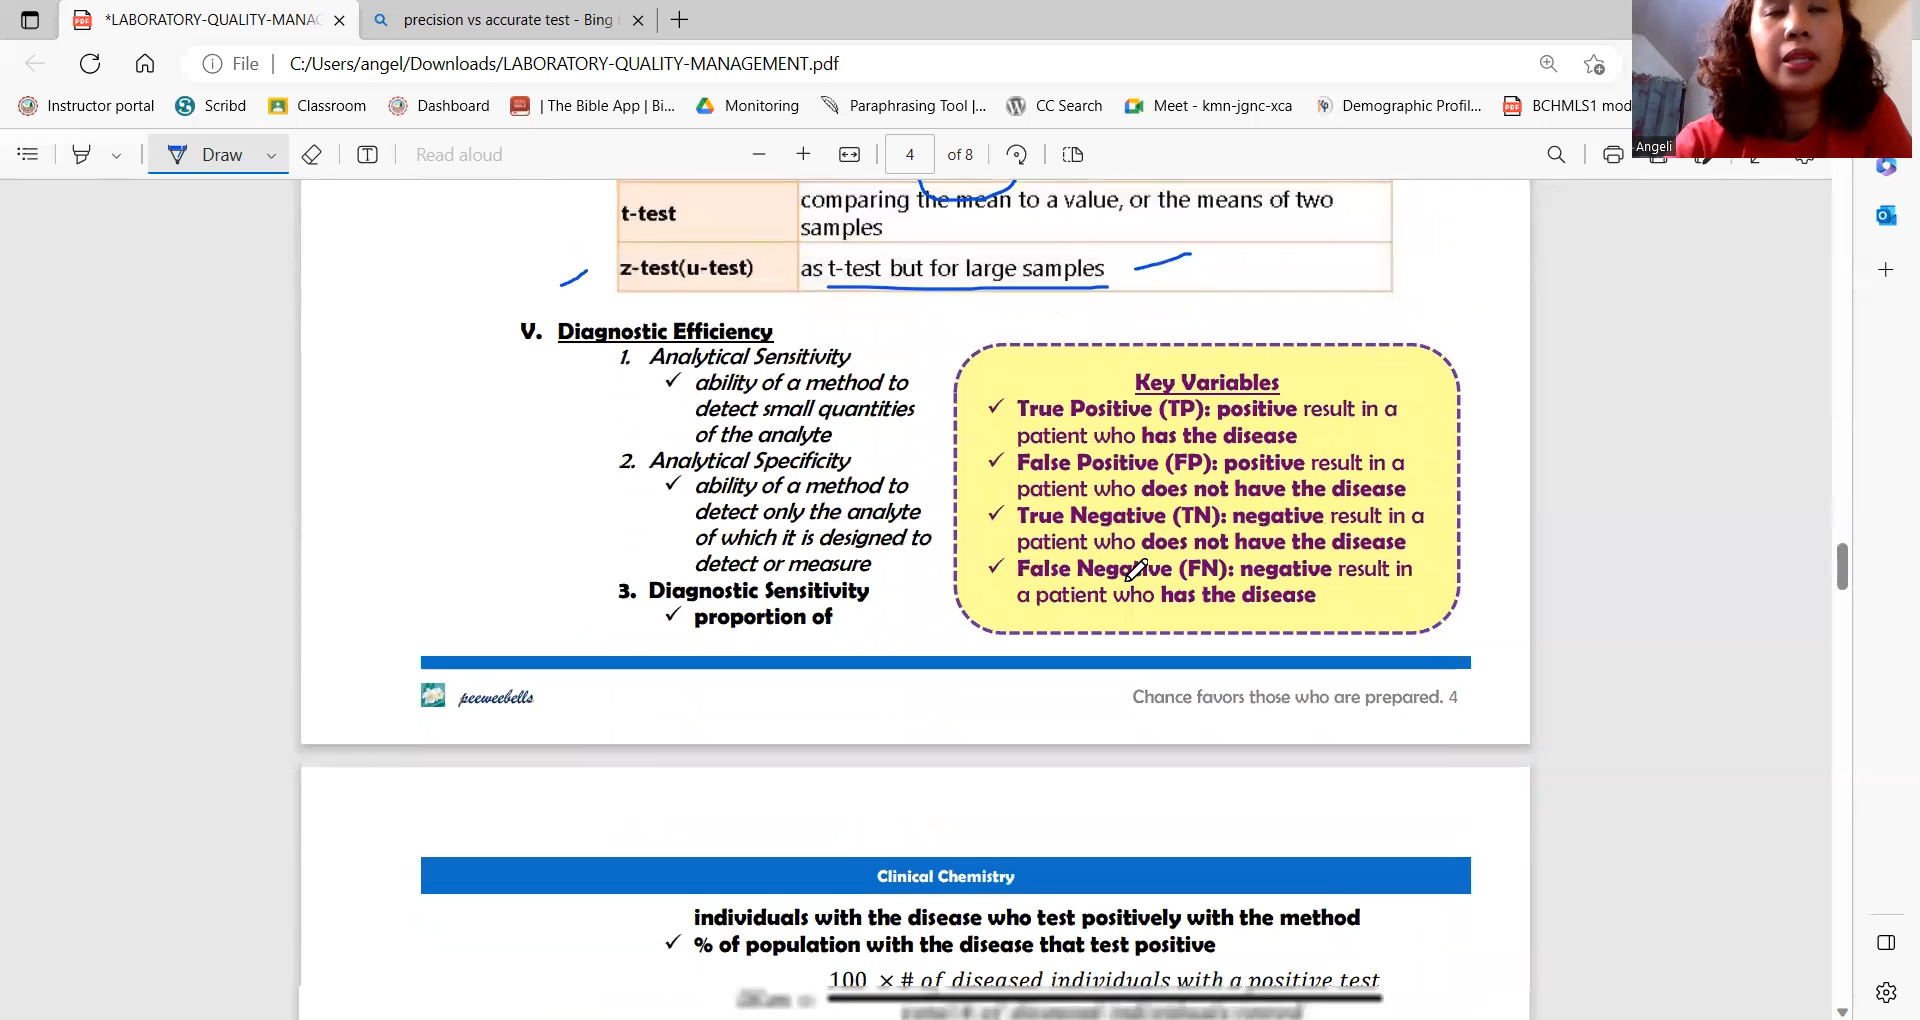 *LABORATORY-QUALITY-MANA
precision vs accurate test - Bing
File
C:/Users/angel/Downloads/LABORATORY-QUALITY-MANAGEMENT.pdf
Instructor portal
Scribd
Classroom
Dashboard
| The Bible App | Bi...
Monitoring
Paraphrasing Tool |...
CC Search
Meet - kmn-jgnc-xca
Demographic Profil...
BCHMLS1 mod
Angeli
Draw
Read aloud
4 of 8
t-test
comparing the mean to a value, or the means of two
samples
z-test(u-test)
as t-test but for large samples
V. Diagnostic Efficiency
1. Analytical Sensitivity
✓ ability of a method to
detect small quantities
of the analyte
2. Analytical Specificity
✓ ability of a method to
detect only the analyte
of which it is designed to
detect or measure
3. Diagnostic Sensitivity
✓ proportion of
Key Variables
✓ True Positive (TP): positive result in a
patient who has the disease
✓ False Positive (FP): positive result in a
patient who does not have the disease
✓ True Negative (TN): negative result in a
patient who does not have the disease
✓ False Negative (FN): negative result in
a patient who has the disease
peeweebells
Chance favors those who are prepared. 4
Clinical Chemistry
individuals with the disease who test positively with the method
✓ % of population with the disease that test positive
100 × # of diseased individuals with a positive test